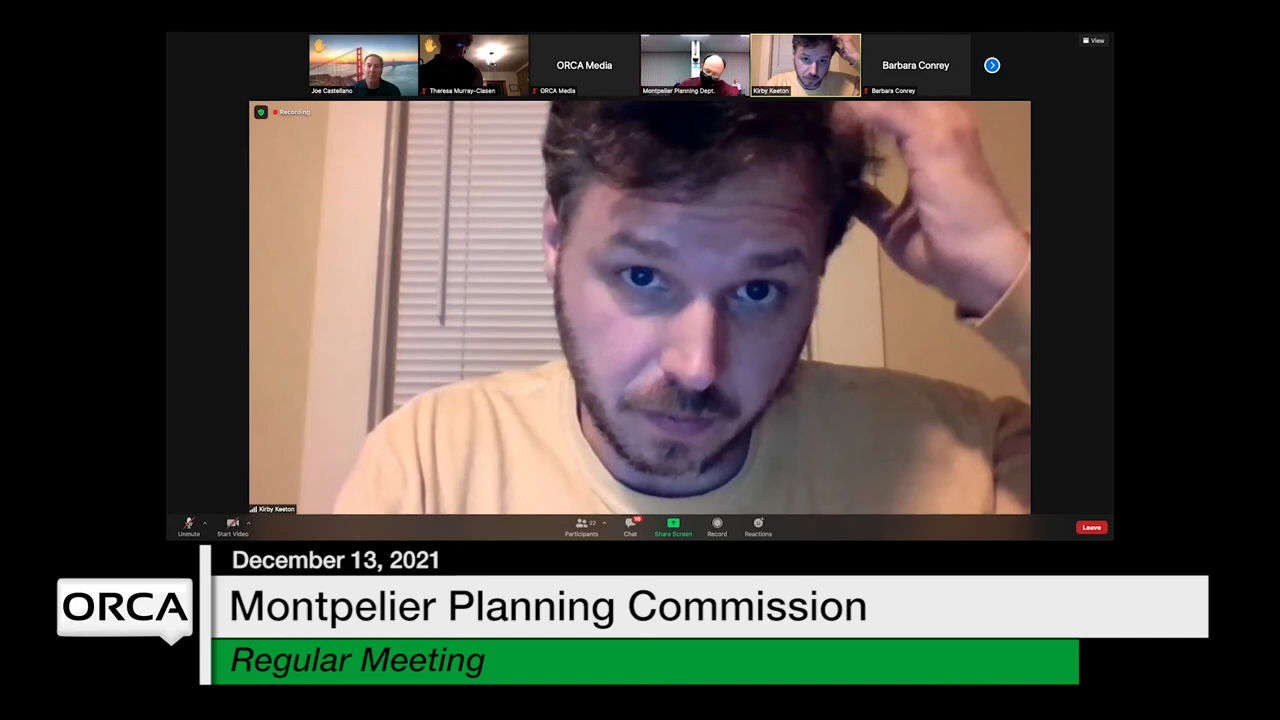 View
ORCA Media
Barbara Conrey
Joe Castellano
Theresa Murray-Clasen
ORCA Media
Montpelier Planning Dept.
Kirby Keeton
Barbara Conrey
Recording
Kirby Keeton
Unmute
Start Video
22
Participants
Chat
Share Screen
Record
Reactions
Leave
December 13, 2021
ORCA
Montpelier Planning Commission
Regular Meeting